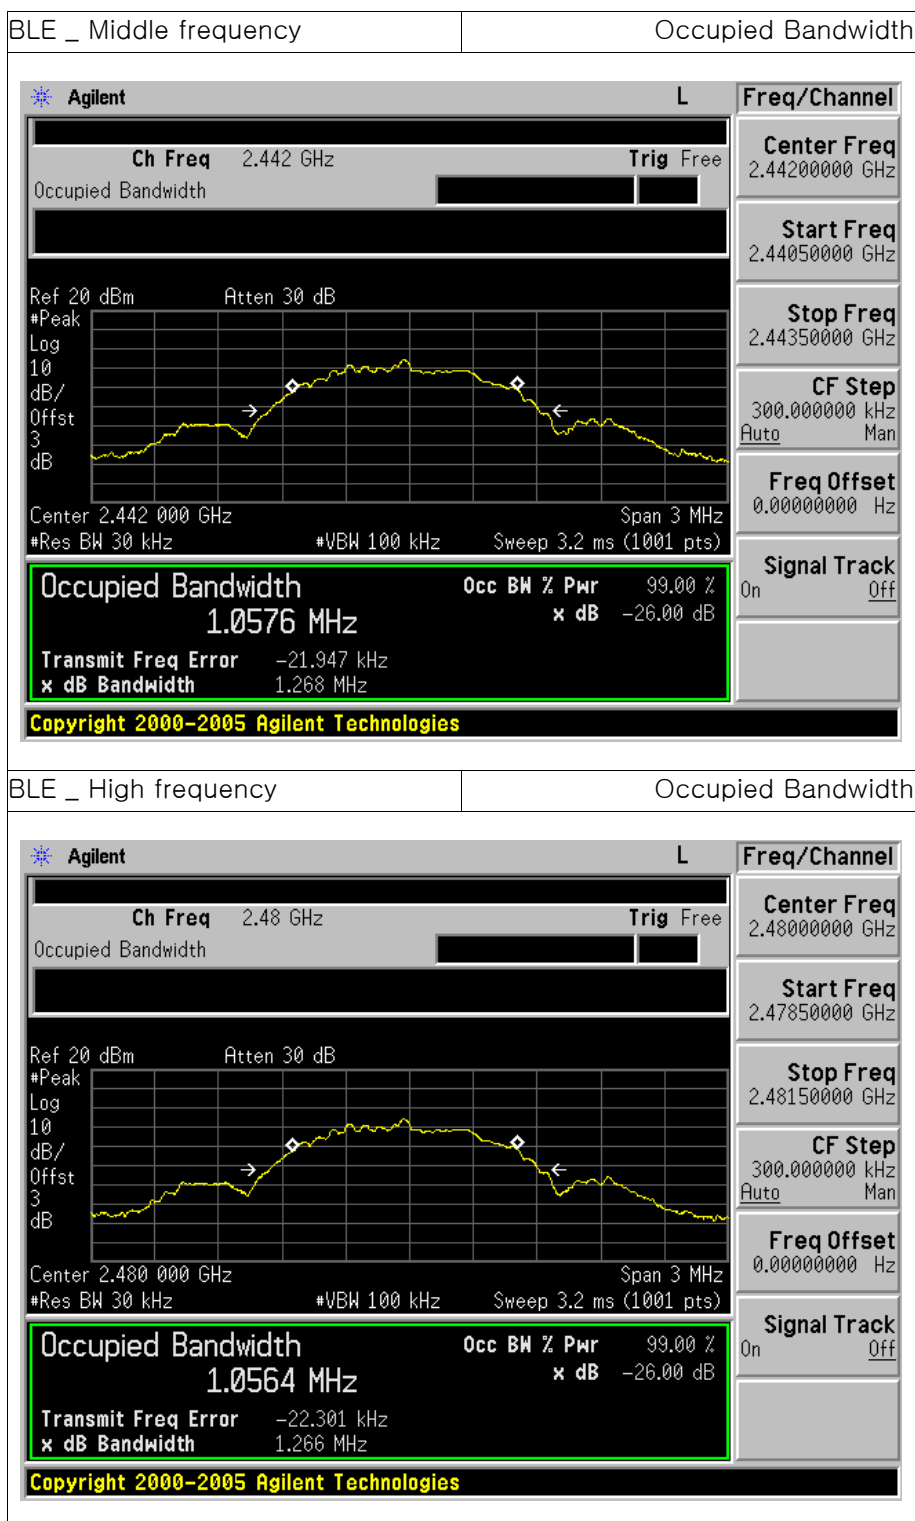 BLE _ Middle frequency Occupied Bandwidth
Agilent L Freq/Channel
Ch Freq 2.442 GHz Trig Free
Occupied Bandwidth
Center Freq
2.44200000 GHz
Start Freq
2.44050000 GHz
Stop Freq
2.44350000 GHz
CF Step
300.000000 kHz
Auto Man
Freq Offset
0.00000000 Hz
Signal Track
On Off
Ref 20 dBm Atten 30 dB
#Peak
Log
10
dB/
Offst
3
dB
Center 2.442 000 GHz Span 3 MHz
#Res BW 30 kHz #VBW 100 kHz Sweep 3.2 ms (1001 pts)
Occupied Bandwidth Occ BW % Pwr 99.00 %
1.0576 MHz x dB -26.00 dB
Transmit Freq Error -21.947 kHz
x dB Bandwidth 1.268 MHz
Copyright 2000-2005 Agilent Technologies
BLE _ High frequency Occupied Bandwidth
Agilent L Freq/Channel
Ch Freq 2.48 GHz Trig Free
Occupied Bandwidth
Center Freq
2.48000000 GHz
Start Freq
2.47850000 GHz
Stop Freq
2.48150000 GHz
CF Step
300.000000 kHz
Auto Man
Freq Offset
0.00000000 Hz
Signal Track
On Off
Ref 20 dBm Atten 30 dB
#Peak
Log
10
dB/
Offst
3
dB
Center 2.480 000 GHz Span 3 MHz
#Res BW 30 kHz #VBW 100 kHz Sweep 3.2 ms (1001 pts)
Occupied Bandwidth Occ BW % Pwr 99.00 %
1.0564 MHz x dB -26.00 dB
Transmit Freq Error -22.301 kHz
x dB Bandwidth 1.266 MHz
Copyright 2000-2005 Agilent Technologies